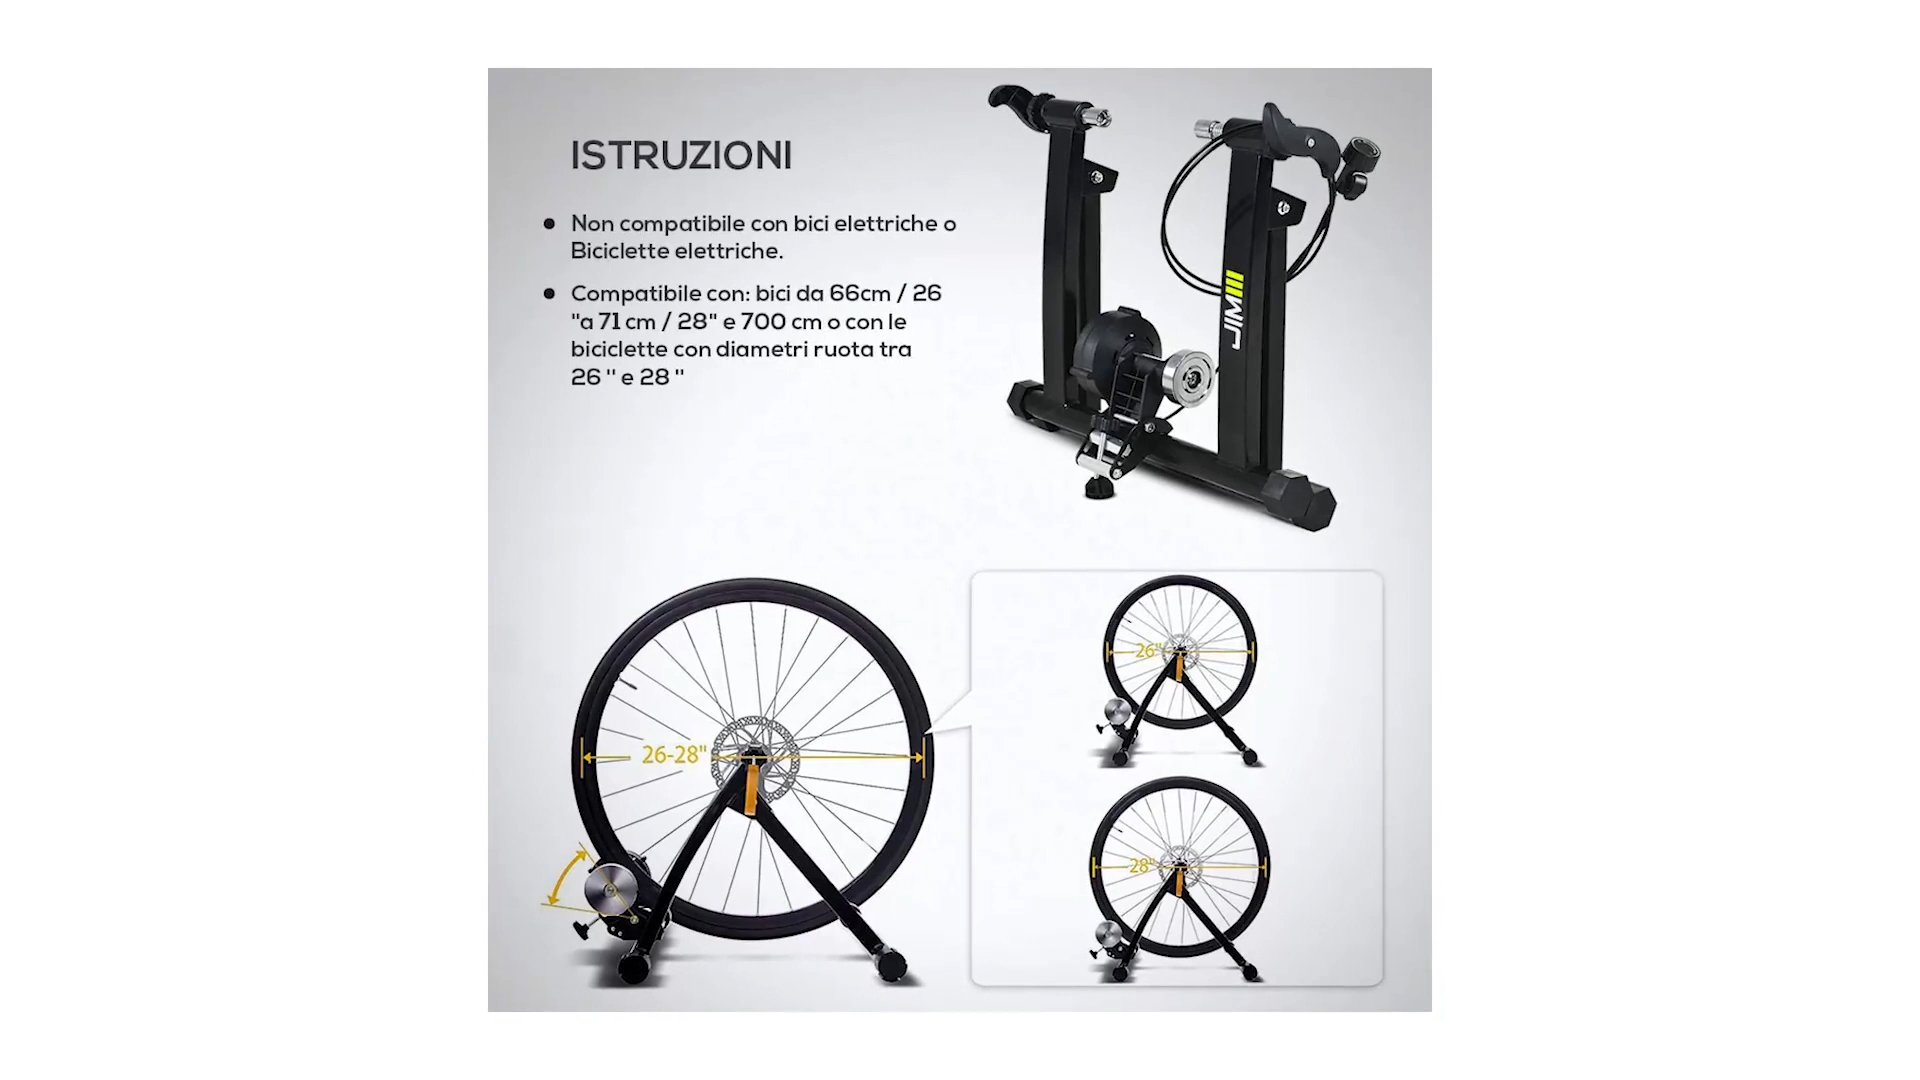 ISTRUZIONI
Non compatibile con bici elettriche o
Biciclette elettriche.
Compatibile con: bici da 66cm / 26
"a 71 cm / 28" e 700 cm o con le
biciclette con diametri ruota tra
26 '' e 28 ''
JIM
26-28"
26"
28"